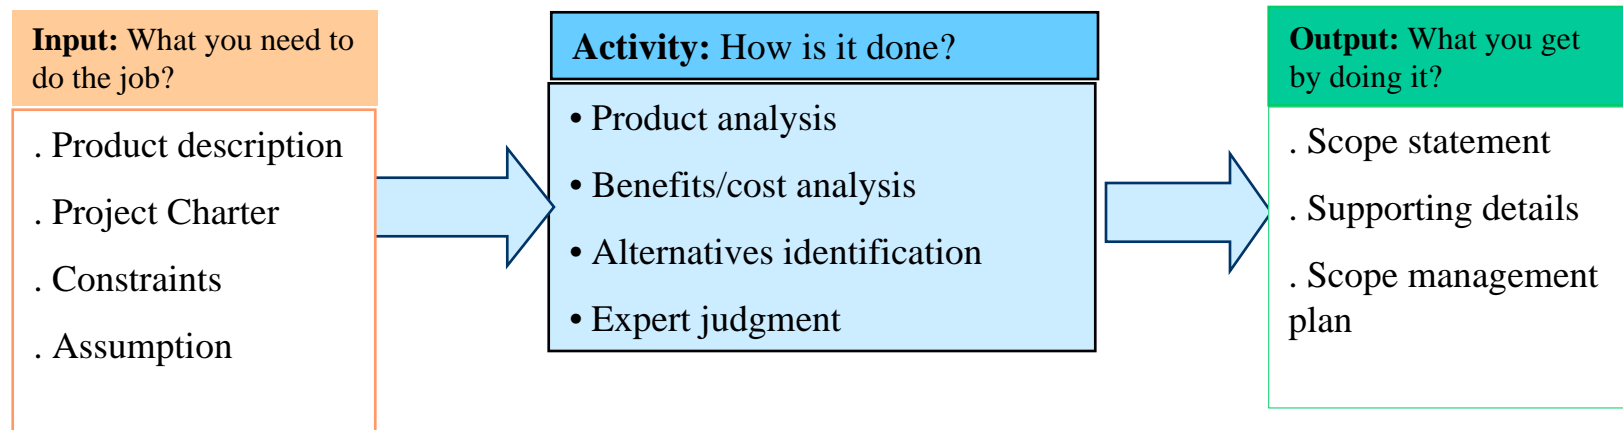 Input: What you need to
do the job?
. Product description
. Project Charter
. Constraints
. Assumption
Activity: How is it done?
• Product analysis
• Benefits/cost analysis
• Alternatives identification
• Expert judgment
Output: What you get
by doing it?
. Scope statement
. Supporting details
. Scope management
plan